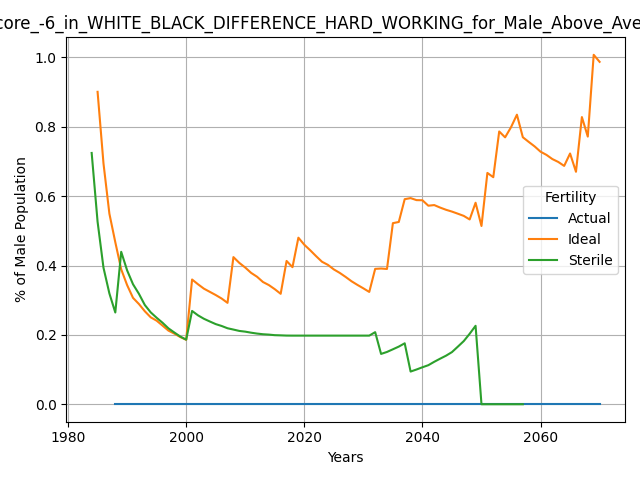 core_-6_in_WHITE_BLACK_DIFFERENCE_HARD_WORKING_for_Male_Above_Ave
1.0
0.8
0.6
0.4
0.2
0.0
% of Male Population
Fertility
Actual
Ideal
Sterile
1980
2000
2020
2040
2060
Years